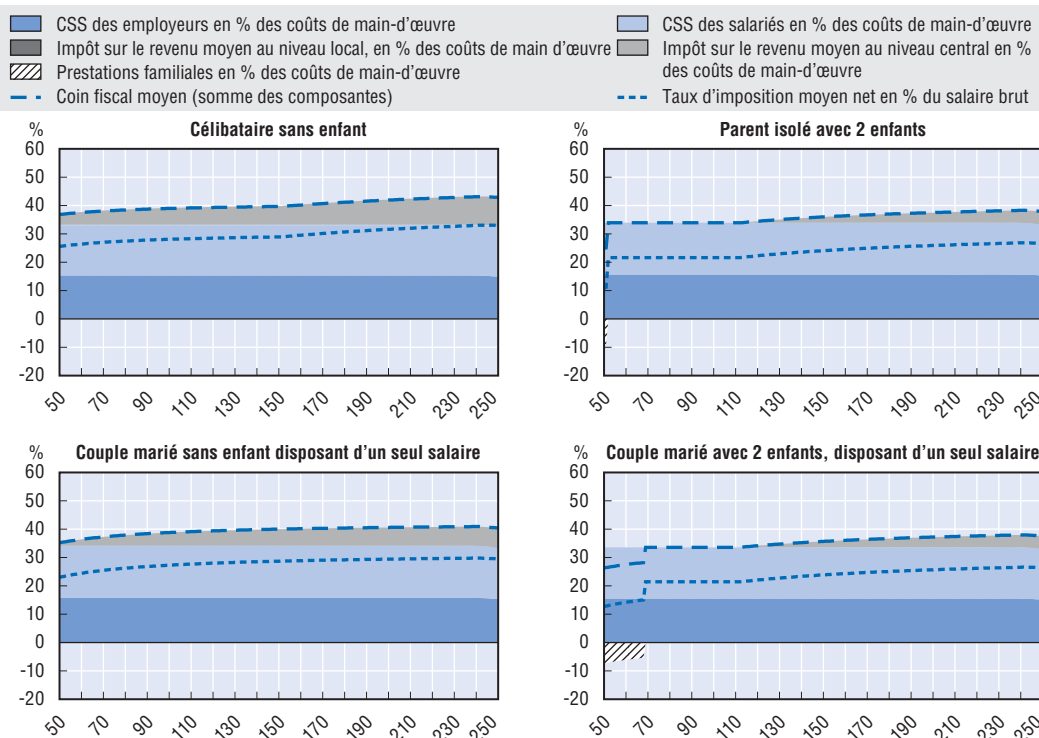 CSS des employeurs en % des coûts de main-d'œuvre
CSS des salariés en % des coûts de main-d'œuvre
Impôt sur le revenu moyen au niveau local, en % des coûts de main d'œuvre
Impôt sur le revenu moyen au niveau central en %
des coûts de main-d'œuvre
Prestations familiales en % des coûts de main-d'œuvre
Coin fiscal moyen (somme des composantes)
Taux d'imposition moyen net en % du salaire brut
% Célibataire sans enfant
60
50
40
30
20
10
0
-10
-20
50 70 90 110 130 150 170 190 210 230 250
% Parent isolé avec 2 enfants
60
50
40
30
20
10
0
-10
-20
50 70 90 110 130 150 170 190 210 230 250
% Couple marié sans enfant disposant d'un seul salaire
60
50
40
30
20
10
0
-10
-20
50 70 90 110 130 150 170 190 210 230 250
% Couple marié avec 2 enfants, disposant d'un seul salaire
60
50
40
30
20
10
0
-10
-20
50 70 90 110 130 150 170 190 210 230 250